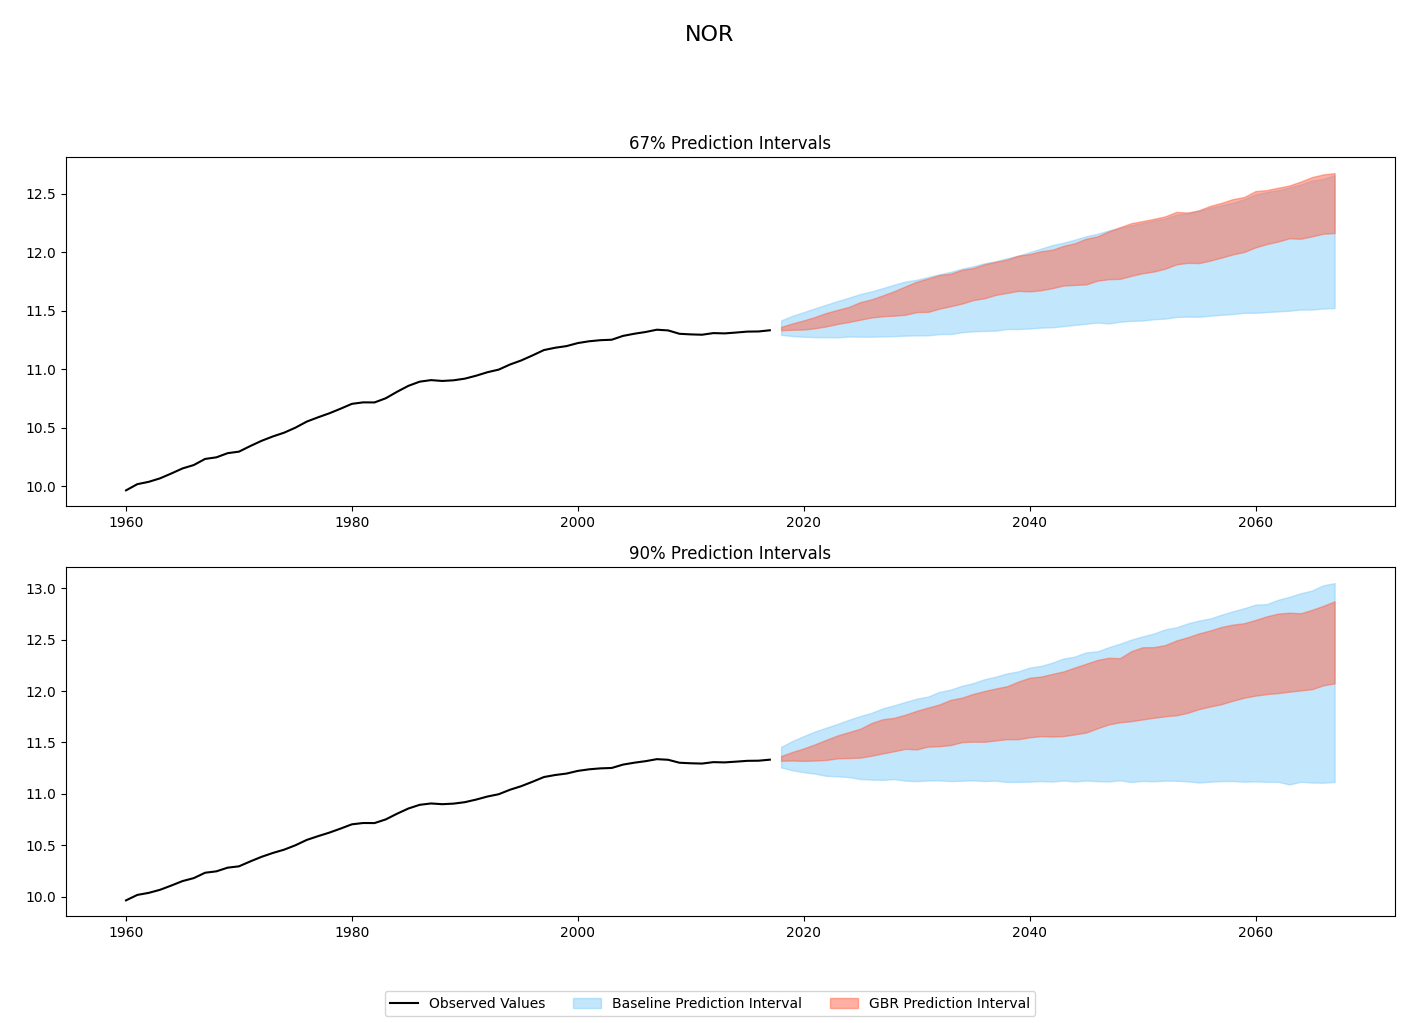 NOR
67% Prediction Intervals
12.5
12.0
11.5
11.0
10.5
10.0
1960 1980 2000 2020 2040 2060
90% Prediction Intervals
13.0
12.5
12.0
11.5
11.0
10.5
10.0
1960 1980 2000 2020 2040 2060
Observed Values Baseline Prediction Interval GBR Prediction Interval